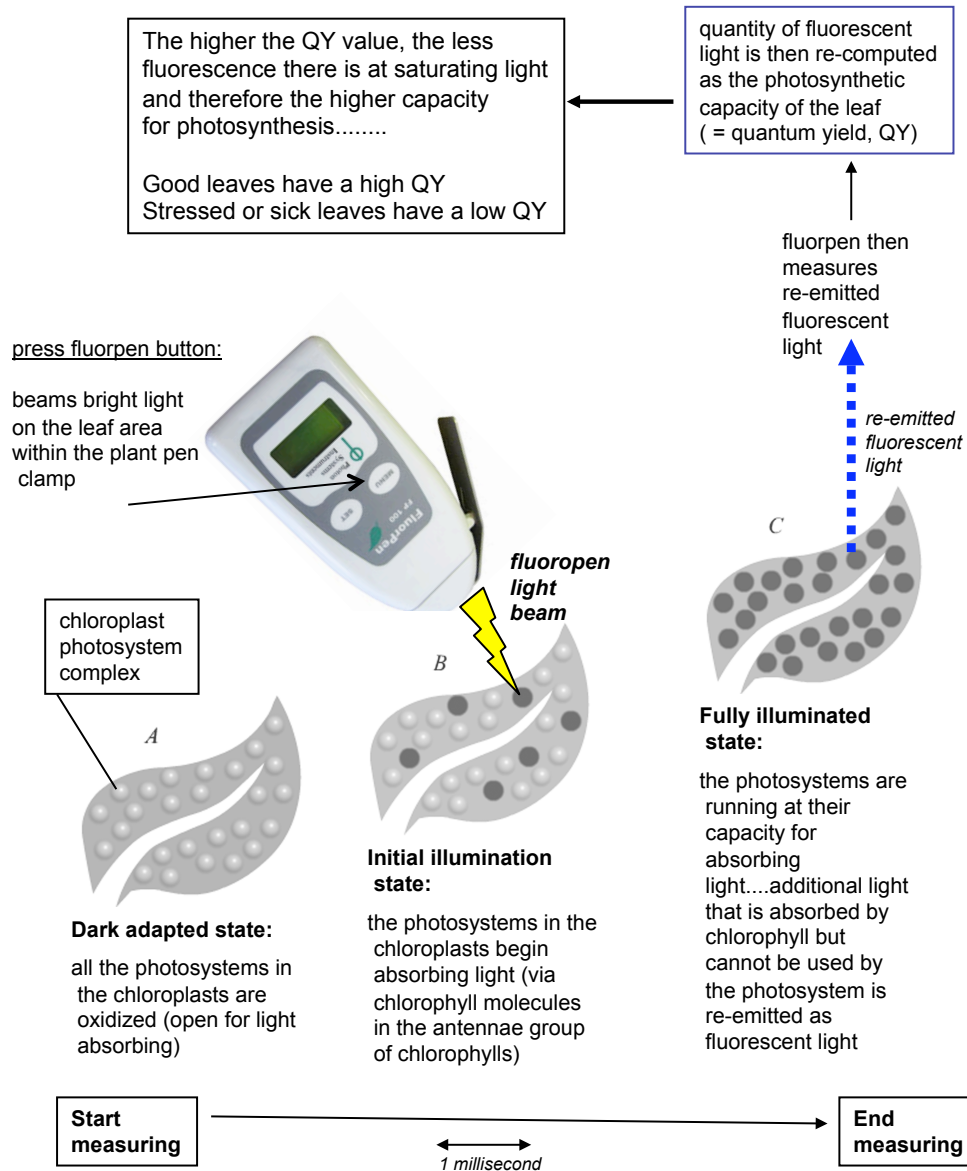 The higher the QY value, the less
fluorescence there is at saturating light
and therefore the higher capacity
for photosynthesis........
Good leaves have a high QY
Stressed or sick leaves have a low QY
quantity of fluorescent
light is then re-computed
as the photosynthetic
capacity of the leaf
( = quantum yield, QY)
fluorpen then
measures
re-emitted
fluorescent
light
press fluorpen button:
beams bright light
on the leaf area
within the plant pen
clamp
Photon
Systems
Instruments
MENU
SET
FluorPen
FP 100
re-emitted
fluorescent
light
fluoropen
light
beam
chloroplast
photosystem
complex
A
B
C
Dark adapted state:
all the photosystems in
the chloroplasts are
oxidized (open for light
absorbing)
Initial illumination
state:
the photosystems in the
chloroplasts begin
absorbing light (via
chlorophyll molecules
in the antennae group
of chlorophylls)
Fully illuminated
state:
the photosystems are
running at their
capacity for
absorbing
light....additional light
that is absorbed by
chlorophyll but
cannot be used by
the photosystem is
re-emitted as
fluorescent light
Start
measuring
1 millisecond
End
measuring